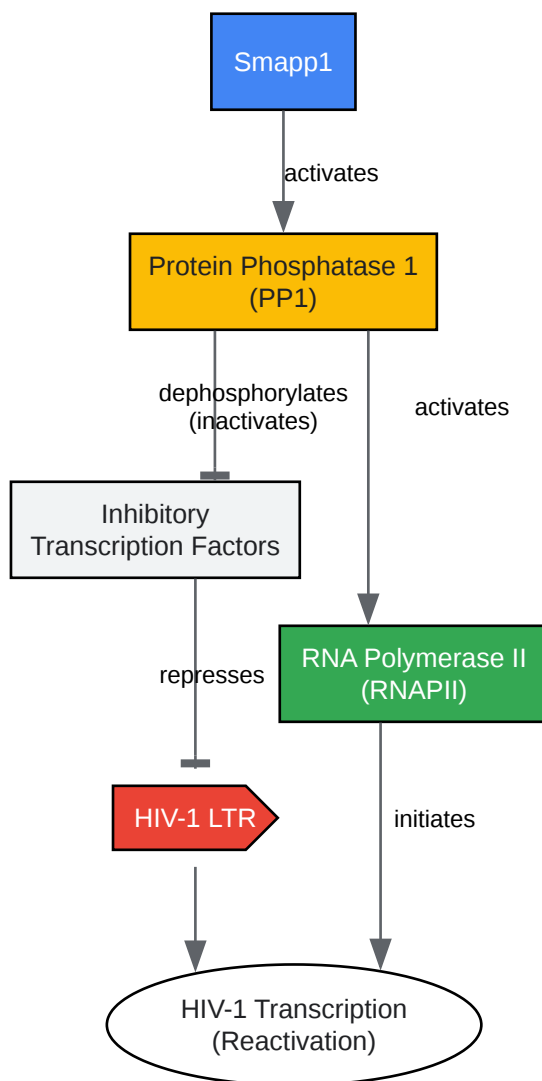 Smapp1
activates
Protein Phosphatase 1
(PP1)
dephosphorylates
(inactivates)
activates
Inhibitory
Transcription Factors
RNA Polymerase II
(RNAPII)
represses
HIV-1 LTR
initiates
HIV-1 Transcription
(Reactivation)